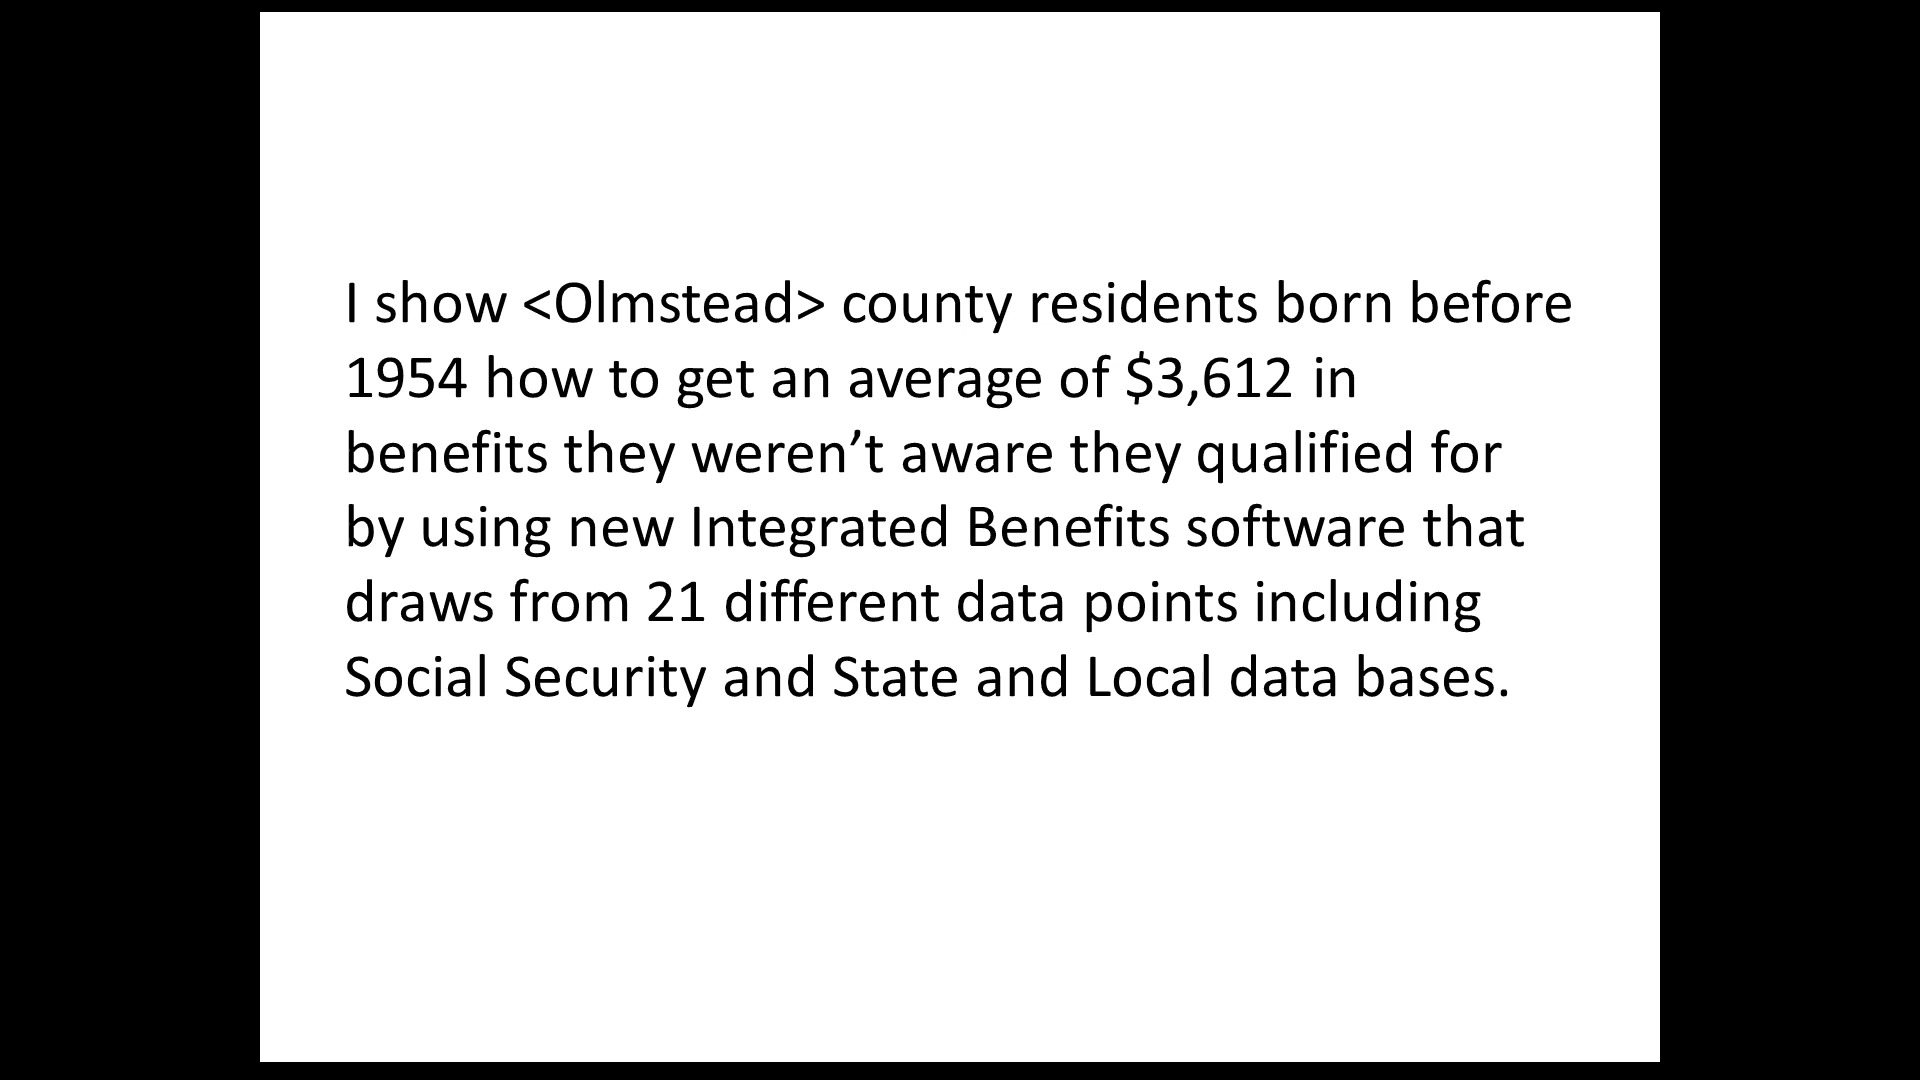 I show <Olmstead> county residents born before
1954 how to get an average of $3,612 in
benefits they weren’t aware they qualified for
by using new Integrated Benefits software that
draws from 21 different data points including
Social Security and State and Local data bases.